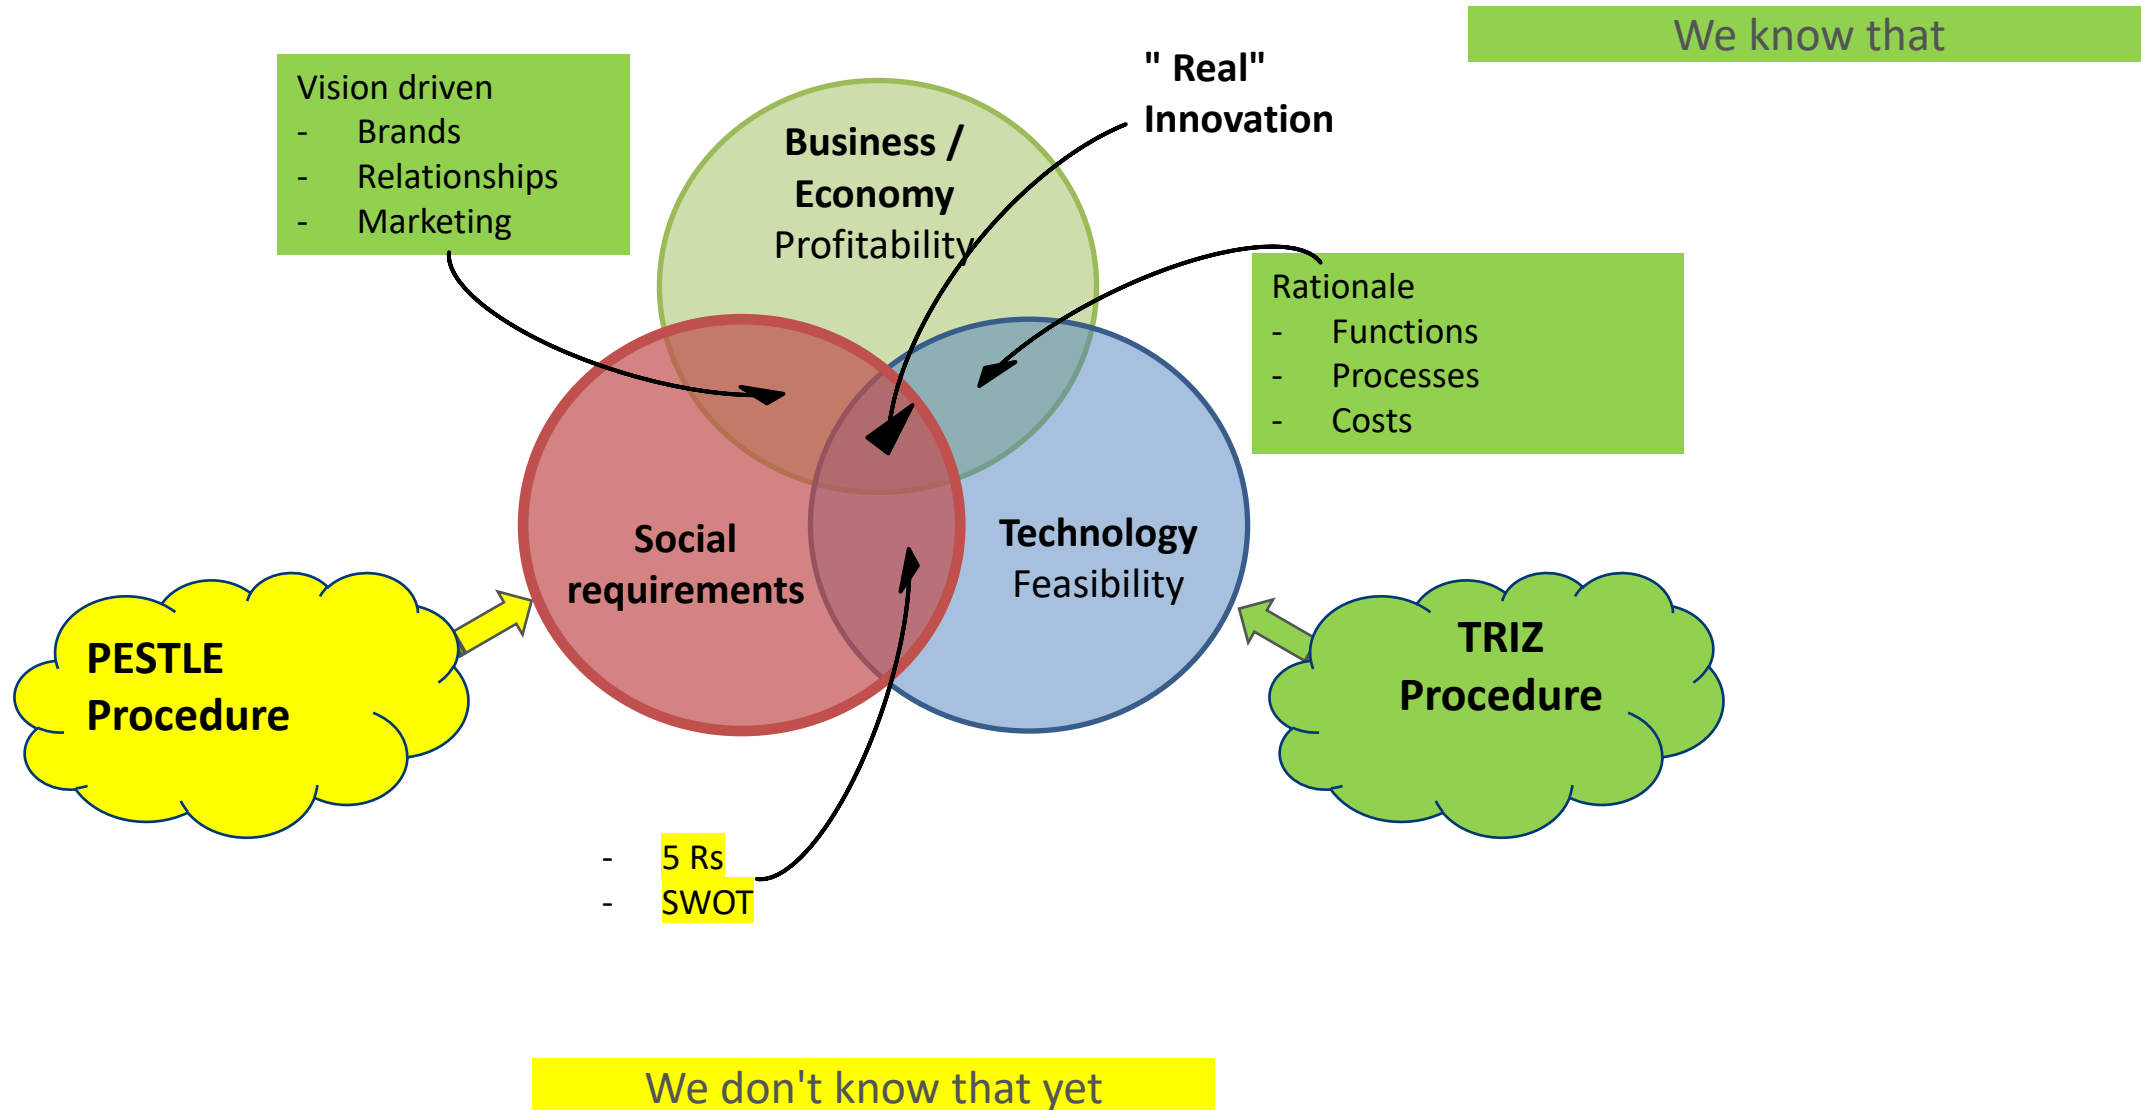 We know that
Vision driven
- Brands
- Relationships
- Marketing
" Real"
Innovation
Business /
Economy
Profitability
Rationale
- Functions
- Processes
- Costs
Social
requirements
Technology
Feasibility
PESTLE
Procedure
TRIZ
Procedure
- 5 Rs
- SWOT
We don't know that yet